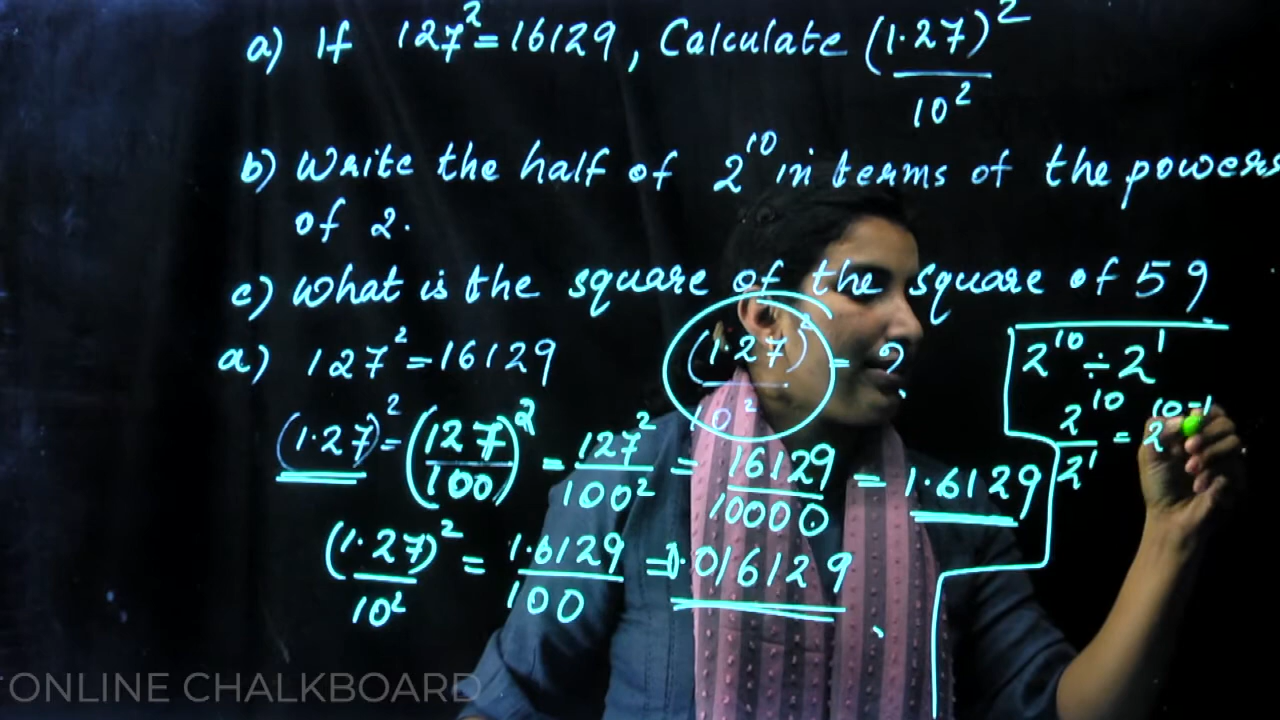 a) If 127² = 16129, Calculate (1.27)² / 10²
b) Write the half of 2¹⁰ in terms of the powers
of 2.
c) What is the square of the square of 5?
a) 127² = 16129 (1.27)² / 10² = ?
(1.27)² = (127/100)² = 127²/100² = 16129/10000 = 1.6129
(1.27)² / 10² = 1.6129/100 = 0.016129
2¹⁰ ÷ 2¹
2¹⁰/2¹ = 2¹⁰⁻¹
ONLINE CHALKBOARD